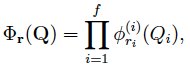 Φ_r(Q) = ∏_{i=1}^{f} ϕ_{r_i}^{(i)}(Q_i),